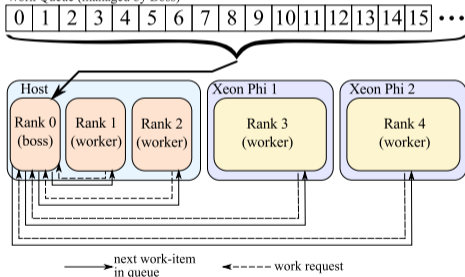 Work Queue (managed by Boss)
0 1 2 3 4 5 6 7 8 9 10 11 12 13 14 15 •••
Host Xeon Phi 1 Xeon Phi 2
Rank 0 Rank 1 Rank 2 Rank 3 Rank 4
(boss) (worker) (worker) (worker) (worker)
next work-item work request
in queue